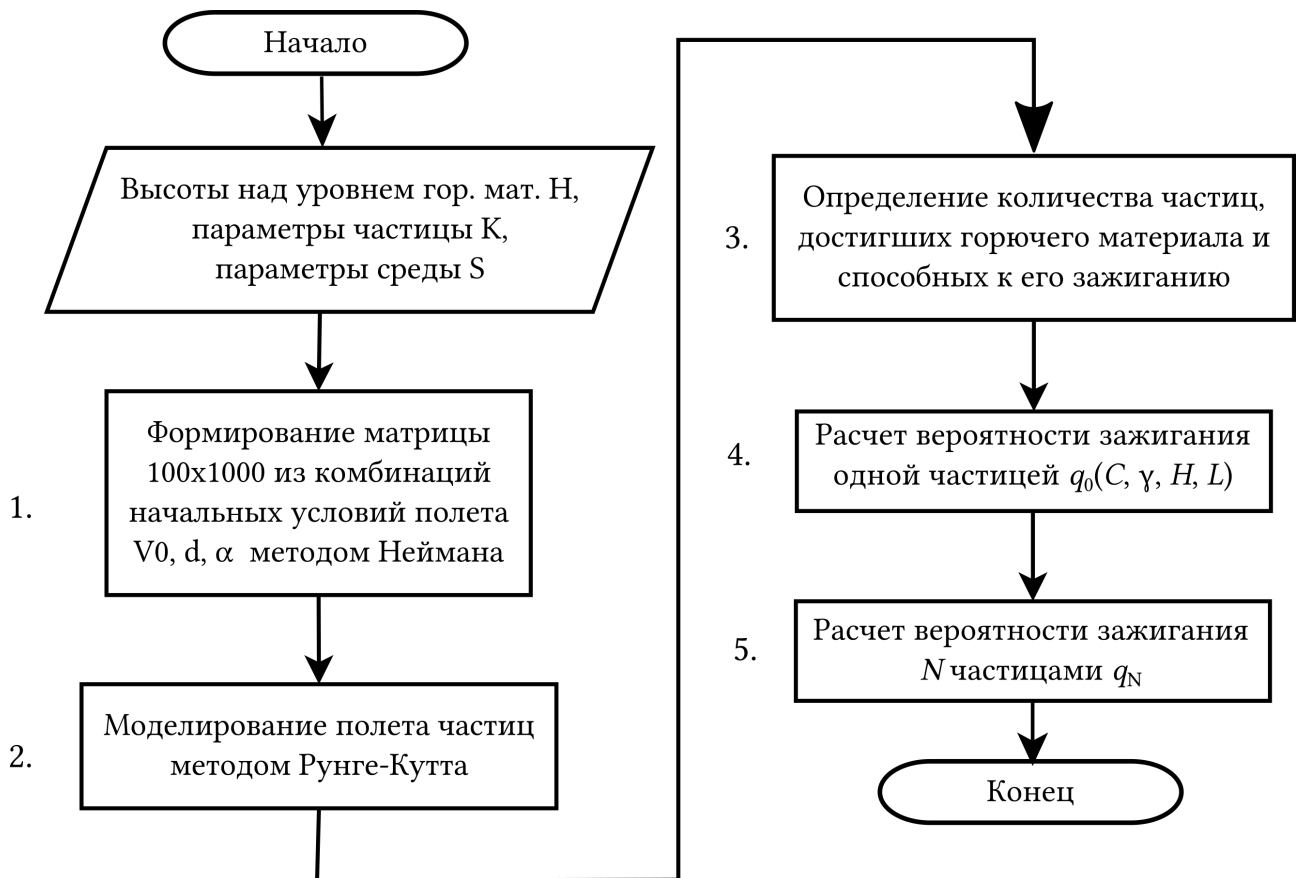 Начало
Высоты над уровнем гор. мат. H,
параметры частицы K,
параметры среды S
1.
Формирование матрицы
100x1000 из комбинаций
начальных условий полета
V0, d, α методом Неймана
2.
Моделирование полета частиц
методом Рунге-Кутта
3.
Определение количества частиц,
достигших горючего материала и
способных к его зажиганию
4.
Расчет вероятности зажигания
одной частицей q₀(C, γ, H, L)
5.
Расчет вероятности зажигания
N частицами qN
Конец